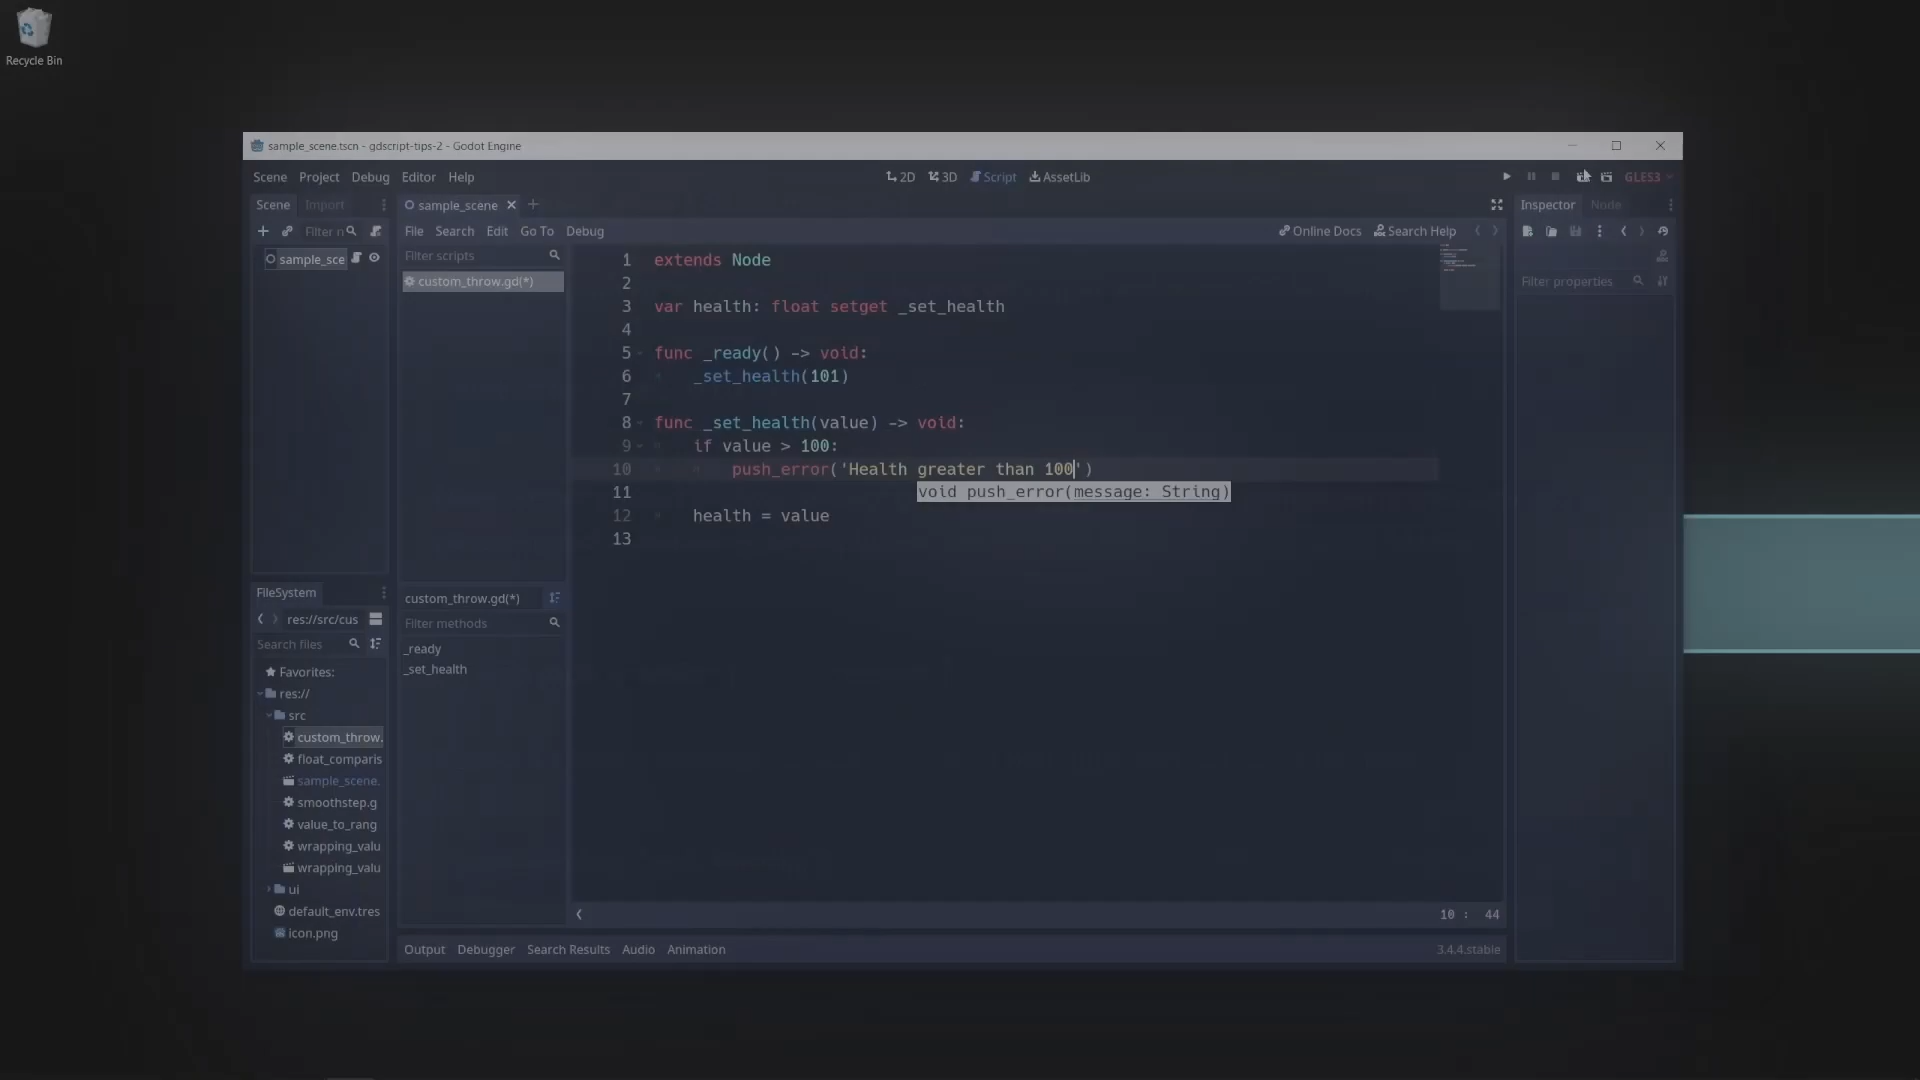 Recycle Bin
sample_scene.tscn - gdscript-tips-2 - Godot Engine
Scene Project Debug Editor Help
2D 3D Script AssetLib
GLES3
Scene Import
sample_scene
Inspector Node
Filter n
File Search Edit Go To Debug
Online Docs Search Help
sample_sce
Filter scripts
custom_throw.gd(*)
Filter properties
1 extends Node
2
3 var health: float setget _set_health
4
5 func _ready() -> void:
6 _set_health(101)
7
8 func _set_health(value) -> void:
9 if value > 100:
10 push_error('Health greater than 100')
11 void push_error(message: String)
12 health = value
13
FileSystem
res://src/cus
Search files
Favorites:
res://
src
custom_throw.
float_comparis
sample_scene.
smoothstep.g
value_to_rang
wrapping_valu
wrapping_valu
ui
default_env.tres
icon.png
custom_throw.gd(*)
Filter methods
_ready
_set_health
10 : 44
Output Debugger Search Results Audio Animation
3.4.4.stable